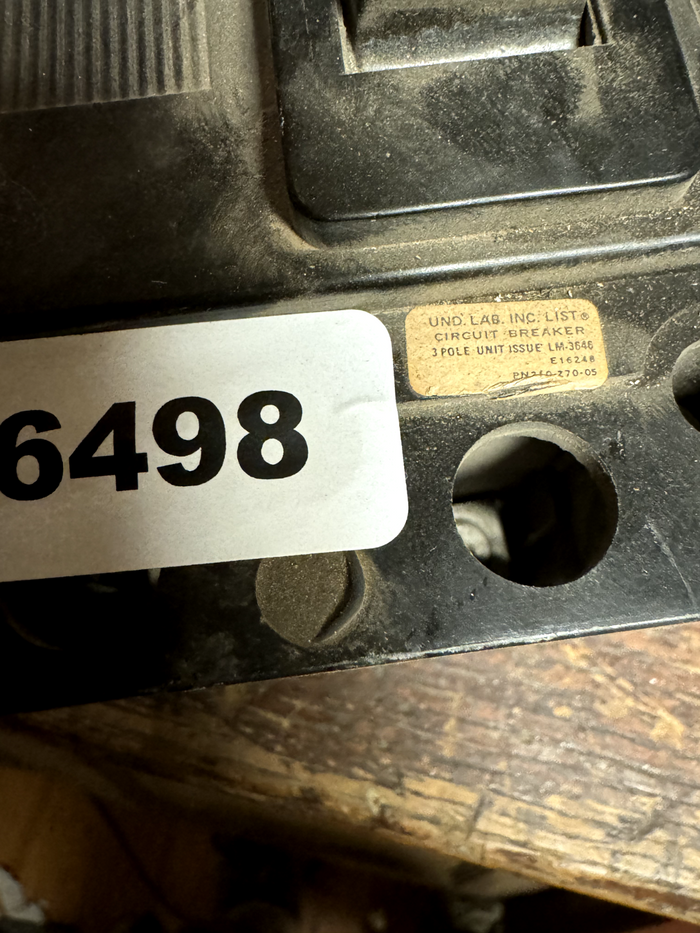 UND. LAB. INC. LIST®
CIRCUIT BREAKER
3 POLE UNIT ISSUE LM-3646
E16248
6498